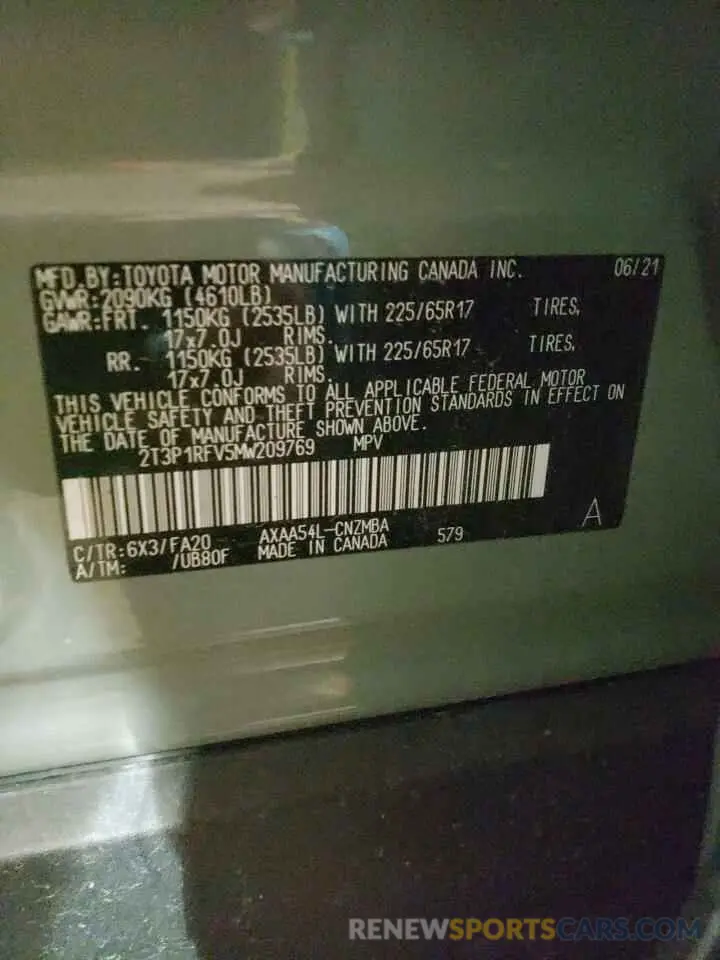 MFD.BY:TOYOTA MOTOR MANUFACTURING CANADA INC. 06/21
GVWR:2090KG (4610LB)
GAWR:FRT. 1150KG (2535LB) WITH 225/65R17 TIRES,
17x7.0J RIMS.
RR. 1150KG (2535LB) WITH 225/65R17 TIRES,
17x7.0J RIMS.
THIS VEHICLE CONFORMS TO ALL APPLICABLE FEDERAL MOTOR
VEHICLE SAFETY AND THEFT PREVENTION STANDARDS IN EFFECT ON
THE DATE OF MANUFACTURE SHOWN ABOVE.
2T3P1RFV5MW209769 MPV
A
C/TR:6X3/FA20 AXAA54L-CNZMBA 579
A/TM: /UB80F MADE IN CANADA
RENEWSPORTSCARS.COM